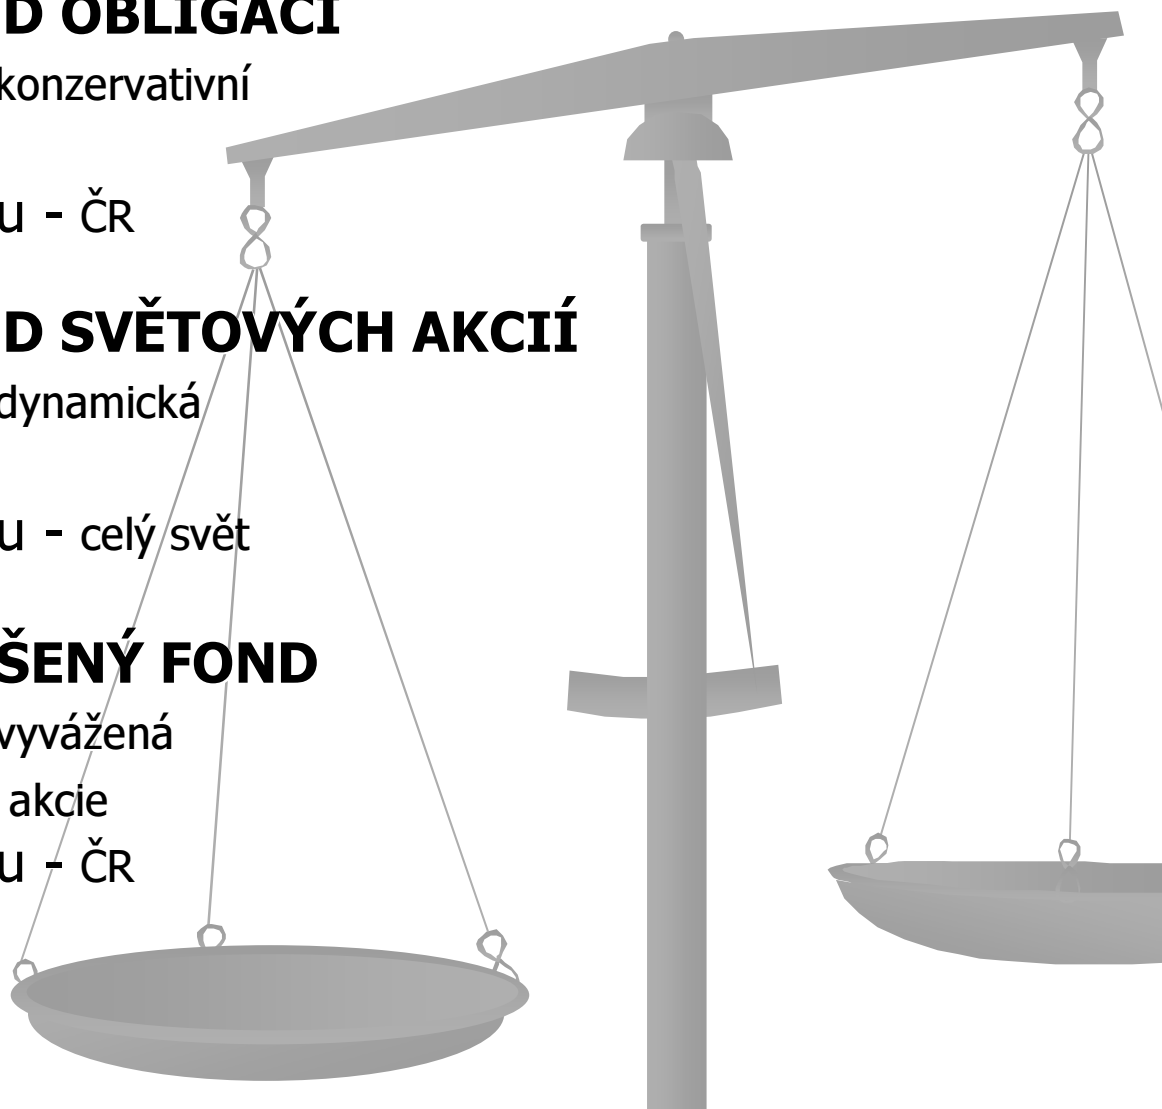 D OBLIGACÍ
konzervativní
u - ČR
D SVĚTOVÝCH AKCIÍ
dynamická
u - celý svět
ŠENÝ FOND
vyvážená
akcie
u - ČR